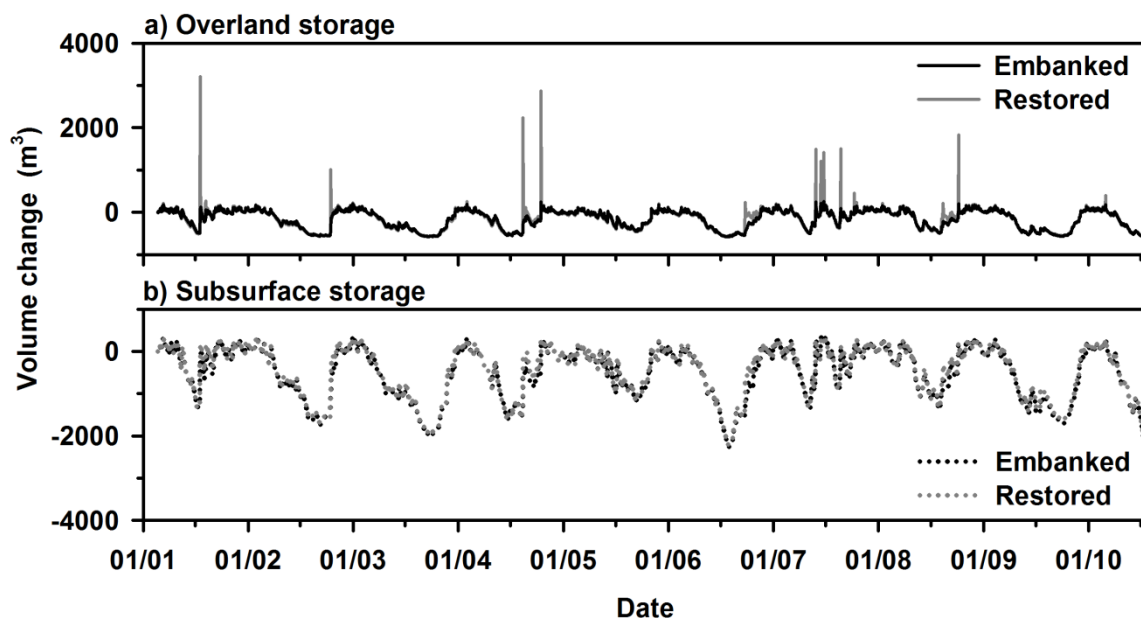 a) Overland storage
4000
2000
0
Embanked
Restored
Volume change (m³)
b) Subsurface storage
0
-2000
-4000
Embanked
Restored
01/01 01/02 01/03 01/04 01/05 01/06 01/07 01/08 01/09 01/10
Date